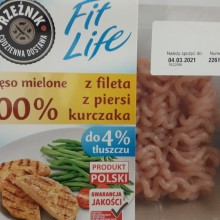 RZEŹNIK
CODZIENNA DOSTAWA
Fit
Life
ęso mielone
z fileta
z piersi
kurczaka
00%
do 4%
tłuszczu
PRODUKT
POLSKI
GWARANCJA
JAKOŚCI
Należy spożyć do:
04.03.2021
2261